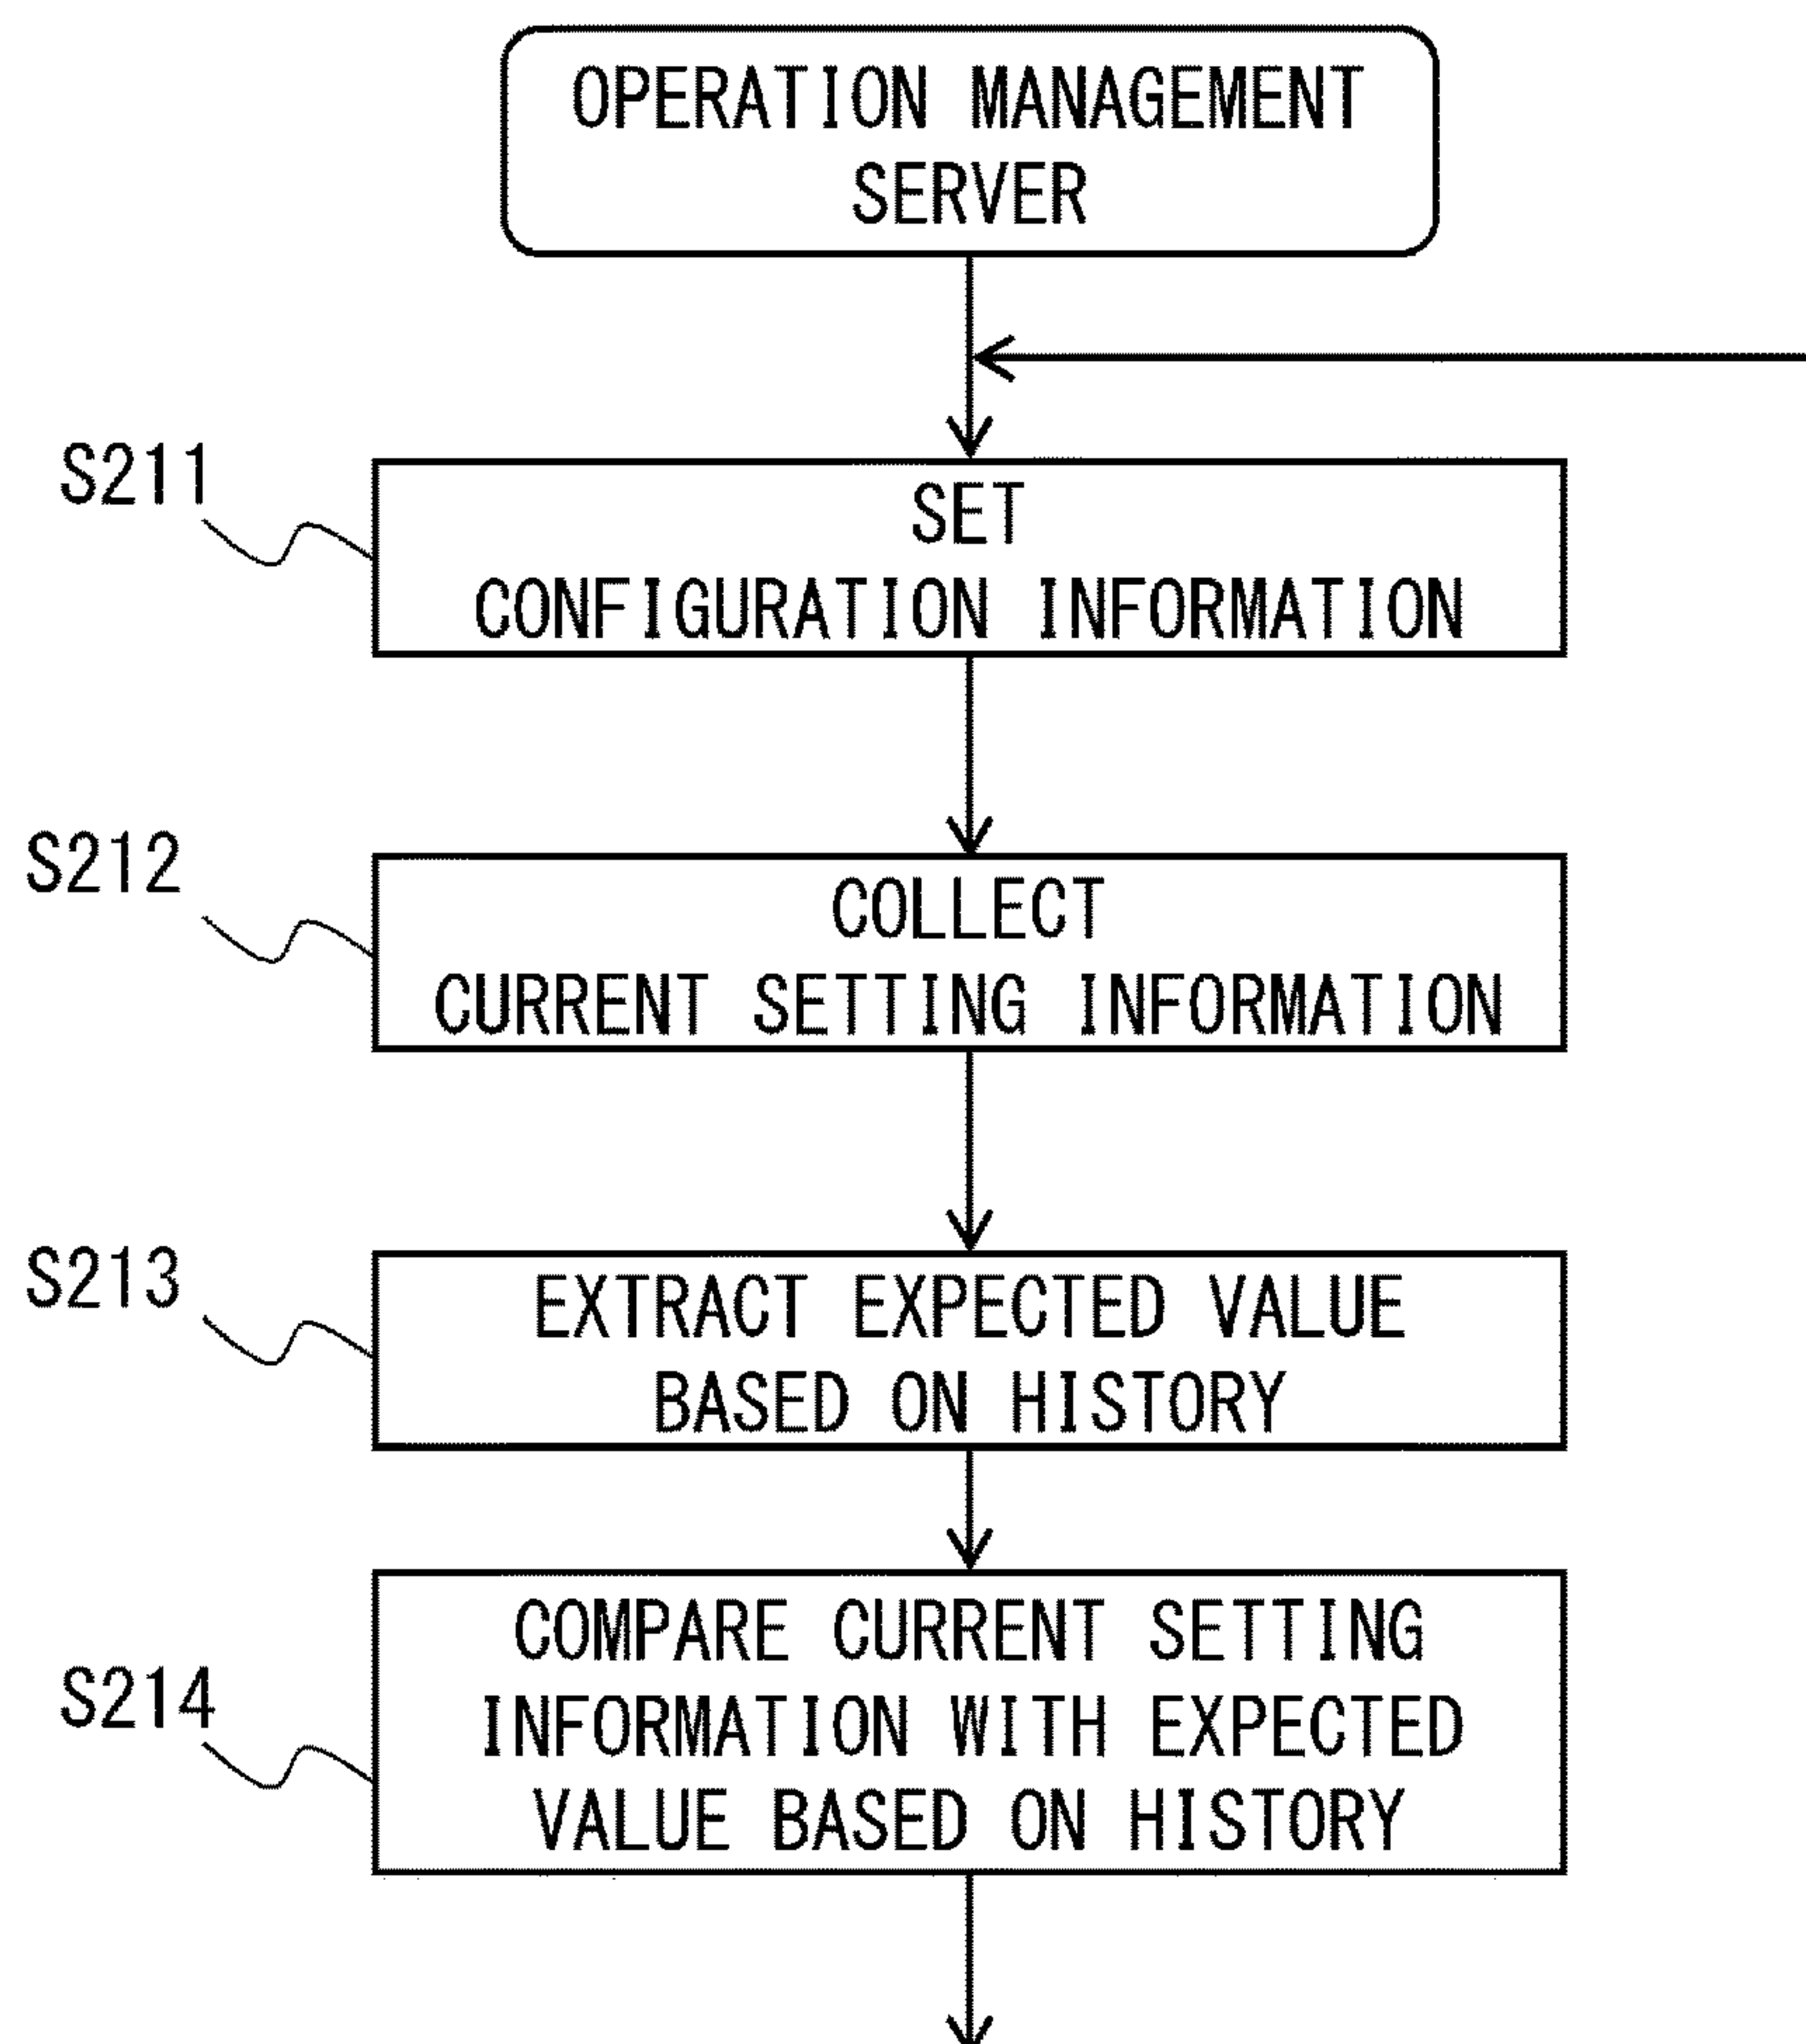 OPERATION MANAGEMENT
SERVER
S211
SET
CONFIGURATION INFORMATION
S212
COLLECT
CURRENT SETTING INFORMATION
S213
EXTRACT EXPECTED VALUE
BASED ON HISTORY
S214
COMPARE CURRENT SETTING
INFORMATION WITH EXPECTED
VALUE BASED ON HISTORY